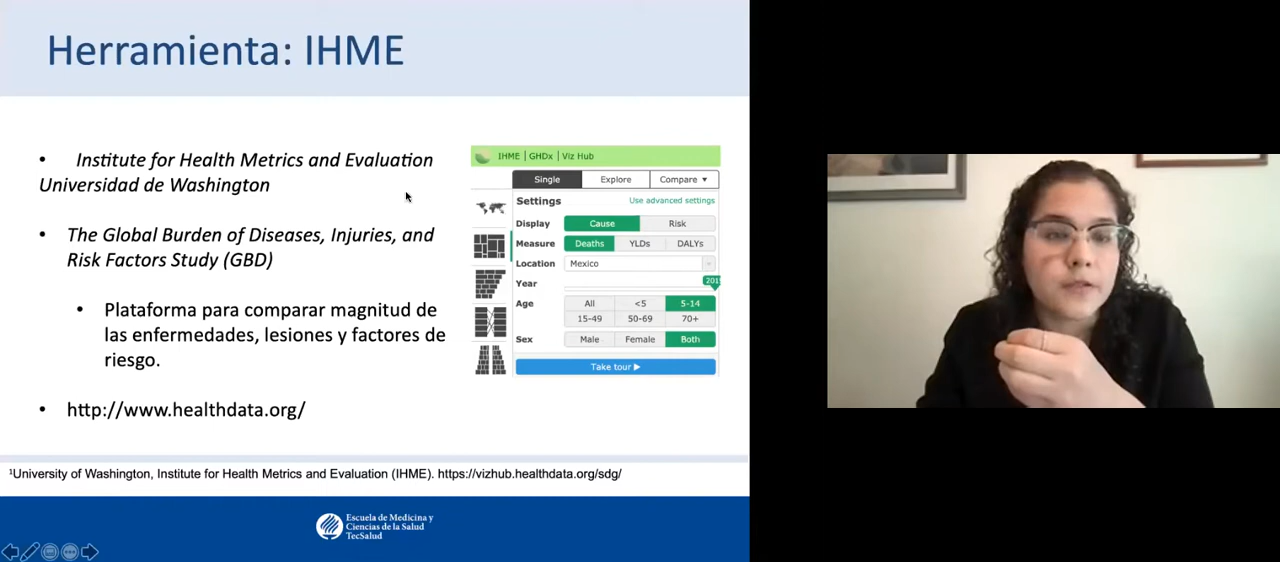 Herramienta: IHME
• Institute for Health Metrics and Evaluation
Universidad de Washington
• The Global Burden of Diseases, Injuries, and
Risk Factors Study (GBD)
• Plataforma para comparar magnitud de
las enfermedades, lesiones y factores de
riesgo.
• http://www.healthdata.org/
IHME | GHDx | Viz Hub
Single Explore Compare
Settings Use advanced settings
Display Cause Risk
Measure Deaths YLDs DALYs
Location Mexico
Year
Age All <5 5-14
15-49 50-69 70+
Sex Male Female Both
Take tour
¹University of Washington, Institute for Health Metrics and Evaluation (IHME). https://vizhub.healthdata.org/sdg/
Escuela de Medicina y
Ciencias de la Salud
TecSalud